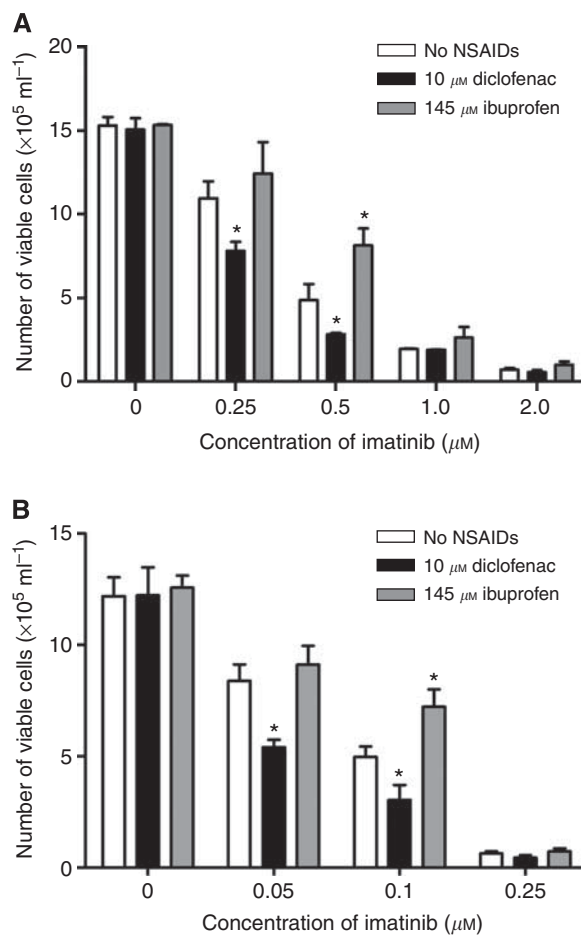 A
Number of viable cells (×10⁵ ml⁻¹)
20
15
10
5
0
No NSAIDs
10 μM diclofenac
145 μM ibuprofen
*
*
*
0 0.25 0.5 1.0 2.0
Concentration of imatinib (μM)
B
Number of viable cells (×10⁵ ml⁻¹)
15
10
5
0
No NSAIDs
10 μM diclofenac
145 μM ibuprofen
*
*
*
0 0.05 0.1 0.25
Concentration of imatinib (μM)